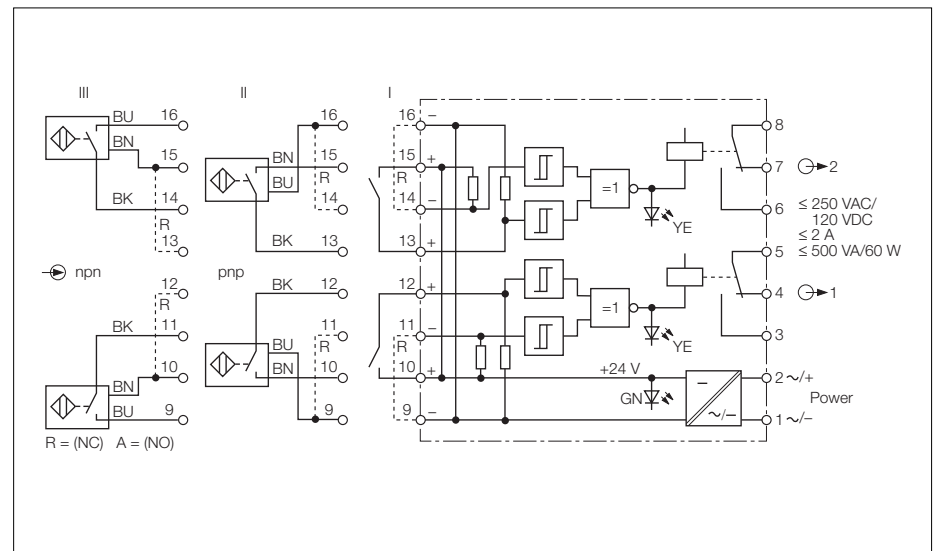 III II I
BU 16 16 16 − 8
BN 15 BN 15 15 + 7 2
R BU R R
BK 14 14 14 − =1 6 ≤ 250 VAC/
120 VDC
R YE ≤ 2 A
13 BK 13 13 + 5 ≤ 500 VA/60 W
npn pnp
12 BK 12 12 + 4 1
R
BK 11 11 11 − =1 3
BU R R YE
BN 10 BN 10 10 + +24 V − 2 ~/+
GN Power
BU 9 9 9 − ~/− 1 ~/−
R = (NC) A = (NO)